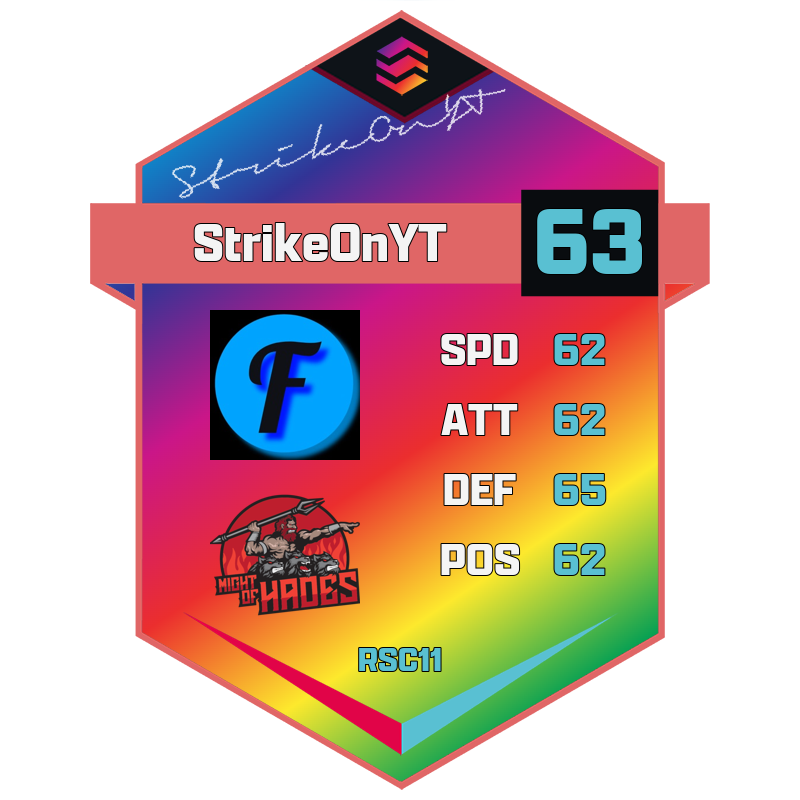 StrikeOnYT
StrikeOnYT 63
F
SPD 62
ATT 62
DEF 65
POS 62
MIGHT
OF HADES
RSC11